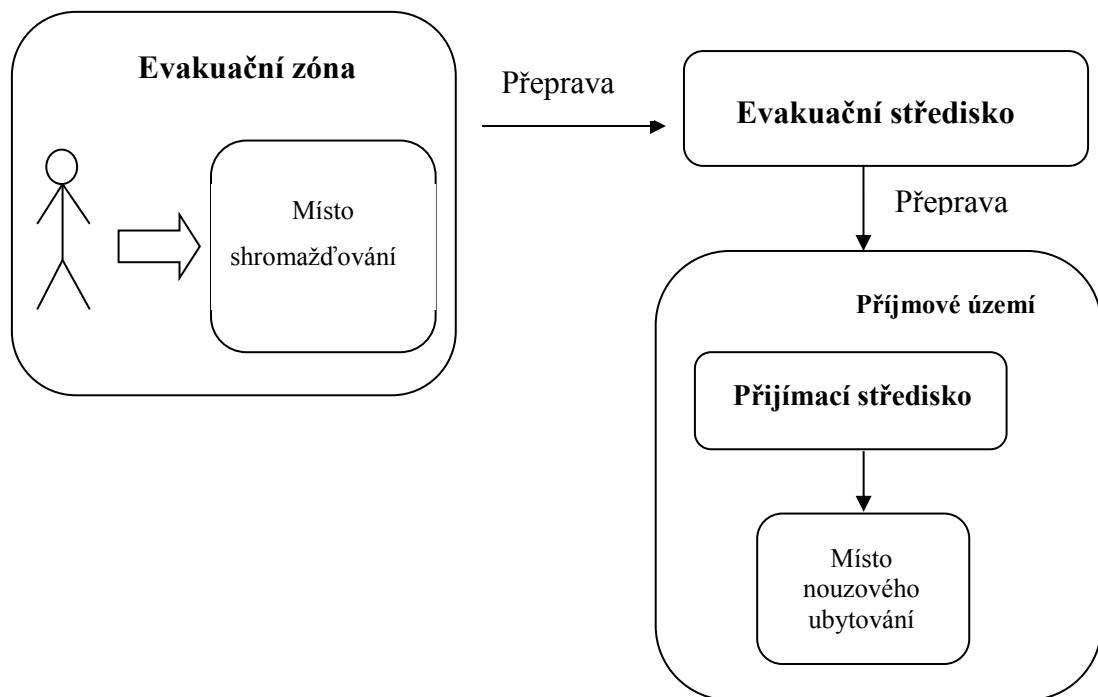 Evakuační zóna
Místo
shromažďování
Přeprava
Evakuační středisko
Přeprava
Příjmové území
Přijímací středisko
Místo
nouzového
ubytování